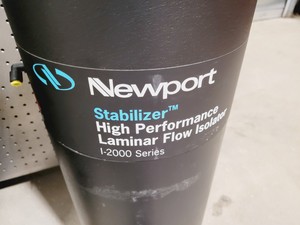 Newport
Stabilizer™
High Performance
Laminar Flow Isolator
I-2000 Series